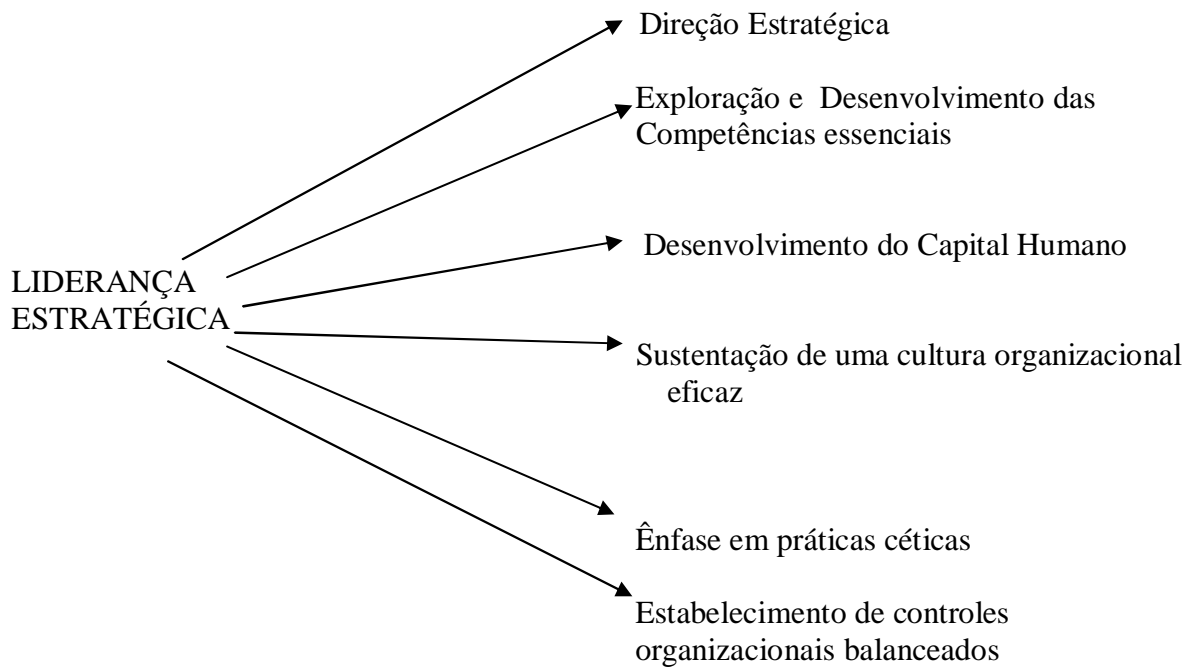 Direção Estratégica
Exploração e Desenvolvimento das
Competências essenciais
Desenvolvimento do Capital Humano
LIDERANÇA
ESTRATÉGICA
Sustentação de uma cultura organizacional
eficaz
Ênfase em práticas céticas
Estabelecimento de controles
organizacionais balanceados